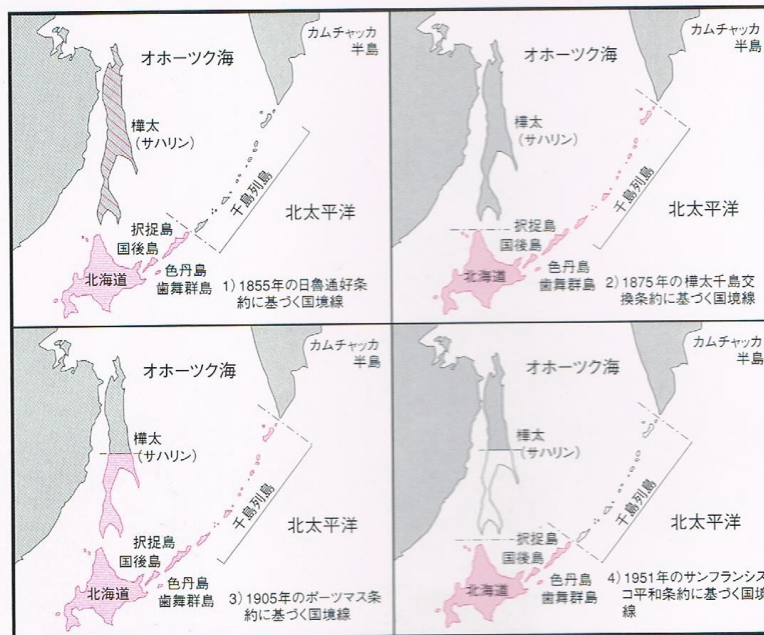 カムチャッカ
半島
オホーツク海
樺太
(サハリン)
千島列島
北太平洋
択捉島
国後島
北海道
色丹島
歯舞群島
1) 1855年の日魯通好条
約に基づく国境線
カムチャッカ
半島
オホーツク海
樺太
(サハリン)
千島列島
北太平洋
択捉島
国後島
北海道
色丹島
歯舞群島
2) 1875年の樺太千島交
換条約に基づく国境線
カムチャッカ
半島
オホーツク海
樺太
(サハリン)
千島列島
北太平洋
択捉島
国後島
北海道
色丹島
歯舞群島
3) 1905年のポーツマス条
約に基づく国境線
カムチャッカ
半島
オホーツク海
樺太
(サハリン)
千島列島
北太平洋
択捉島
国後島
北海道
色丹島
歯舞群島
4) 1951年のサンフランシス
コ平和条約に基づく国境
線